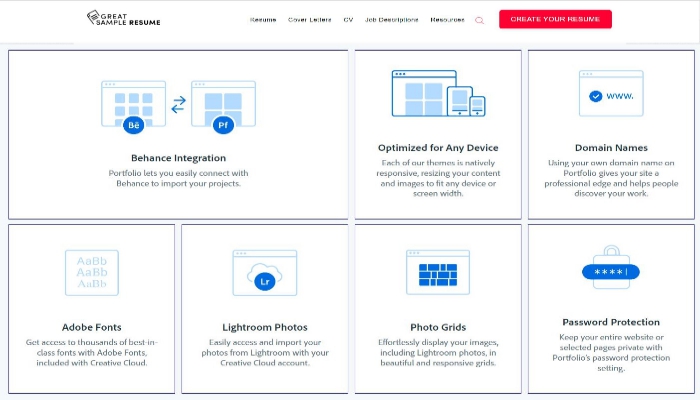 GREAT
SAMPLE RESUME
Resume Cover Letters CV Job Descriptions Resources
CREATE YOUR RESUME
Bē
Pf
Behance Integration
Portfolio lets you easily connect with
Behance to import your projects.
Optimized for Any Device
Each of our themes is natively
responsive, resizing your content
and images to fit any device or
screen width.
www.
Domain Names
Using your own domain name on
Portfolio gives your site a
professional edge and helps people
discover your work.
AaBb
AaBb
AaBb
Adobe Fonts
Get access to thousands of best-in-
class fonts with Adobe Fonts,
included with Creative Cloud.
Lr
Lightroom Photos
Easily access and import your
photos from Lightroom with your
Creative Cloud account.
Photo Grids
Effortlessly display your images,
including Lightroom photos, in
beautiful and responsive grids.
****|
Password Protection
Keep your entire website or
selected pages private with
Portfolio's password protection
setting.